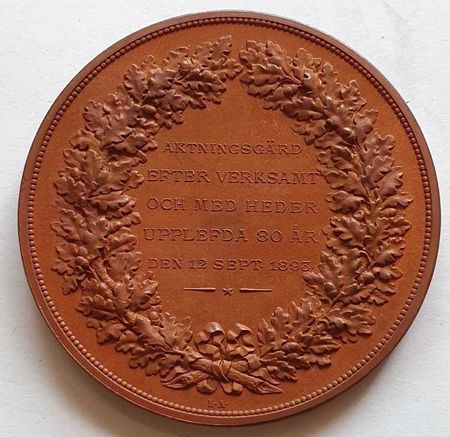 AKTNINGSGÄRD
EFTER VERKSAMT
OCH MED HEDER
UPPLEFDA 80 ÅR
DEN 12 SEPT. 1893.
L.A.